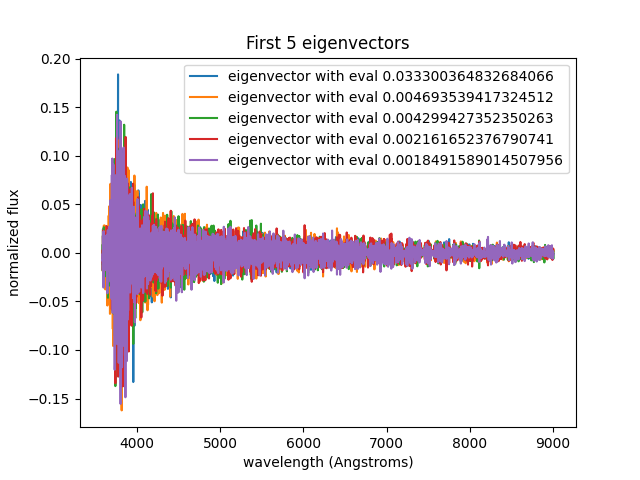 First 5 eigenvectors
eigenvector with eval 0.033300364832684066
eigenvector with eval 0.004693539417324512
eigenvector with eval 0.004299427352350263
eigenvector with eval 0.002161652376790741
eigenvector with eval 0.0018491589014507956
0.20
0.15
0.10
0.05
0.00
−0.05
−0.10
−0.15
normalized flux
4000 5000 6000 7000 8000 9000
wavelength (Angstroms)